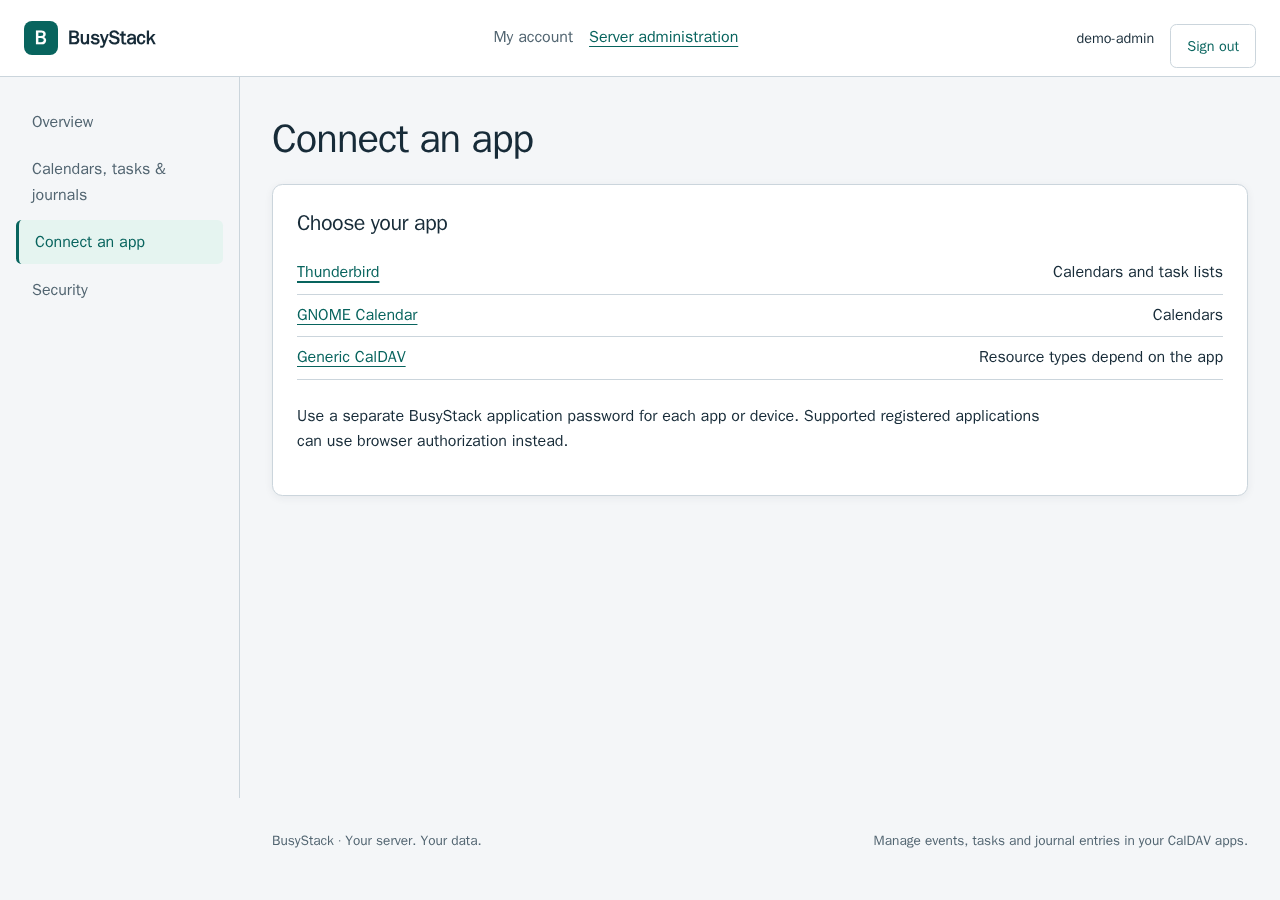 B BusyStack
My account Server administration
demo-admin Sign out
Overview
Calendars, tasks &
journals
Connect an app
Security
Connect an app
Choose your app
Thunderbird Calendars and task lists
GNOME Calendar Calendars
Generic CalDAV Resource types depend on the app
Use a separate BusyStack application password for each app or device. Supported registered applications
can use browser authorization instead.
BusyStack · Your server. Your data.
Manage events, tasks and journal entries in your CalDAV apps.